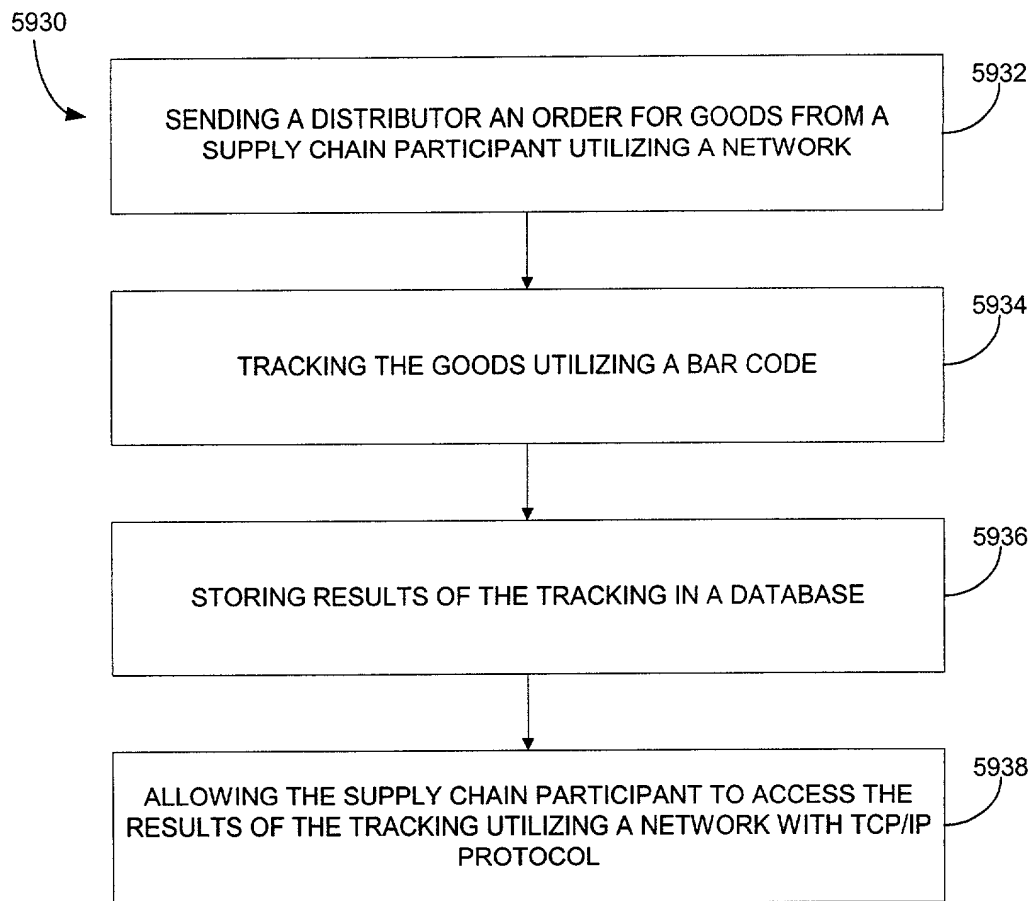 5930
5932
SENDING A DISTRIBUTOR AN ORDER FOR GOODS FROM A
SUPPLY CHAIN PARTICIPANT UTILIZING A NETWORK
5934
TRACKING THE GOODS UTILIZING A BAR CODE
5936
STORING RESULTS OF THE TRACKING IN A DATABASE
5938
ALLOWING THE SUPPLY CHAIN PARTICIPANT TO ACCESS THE
RESULTS OF THE TRACKING UTILIZING A NETWORK WITH TCP/IP
PROTOCOL